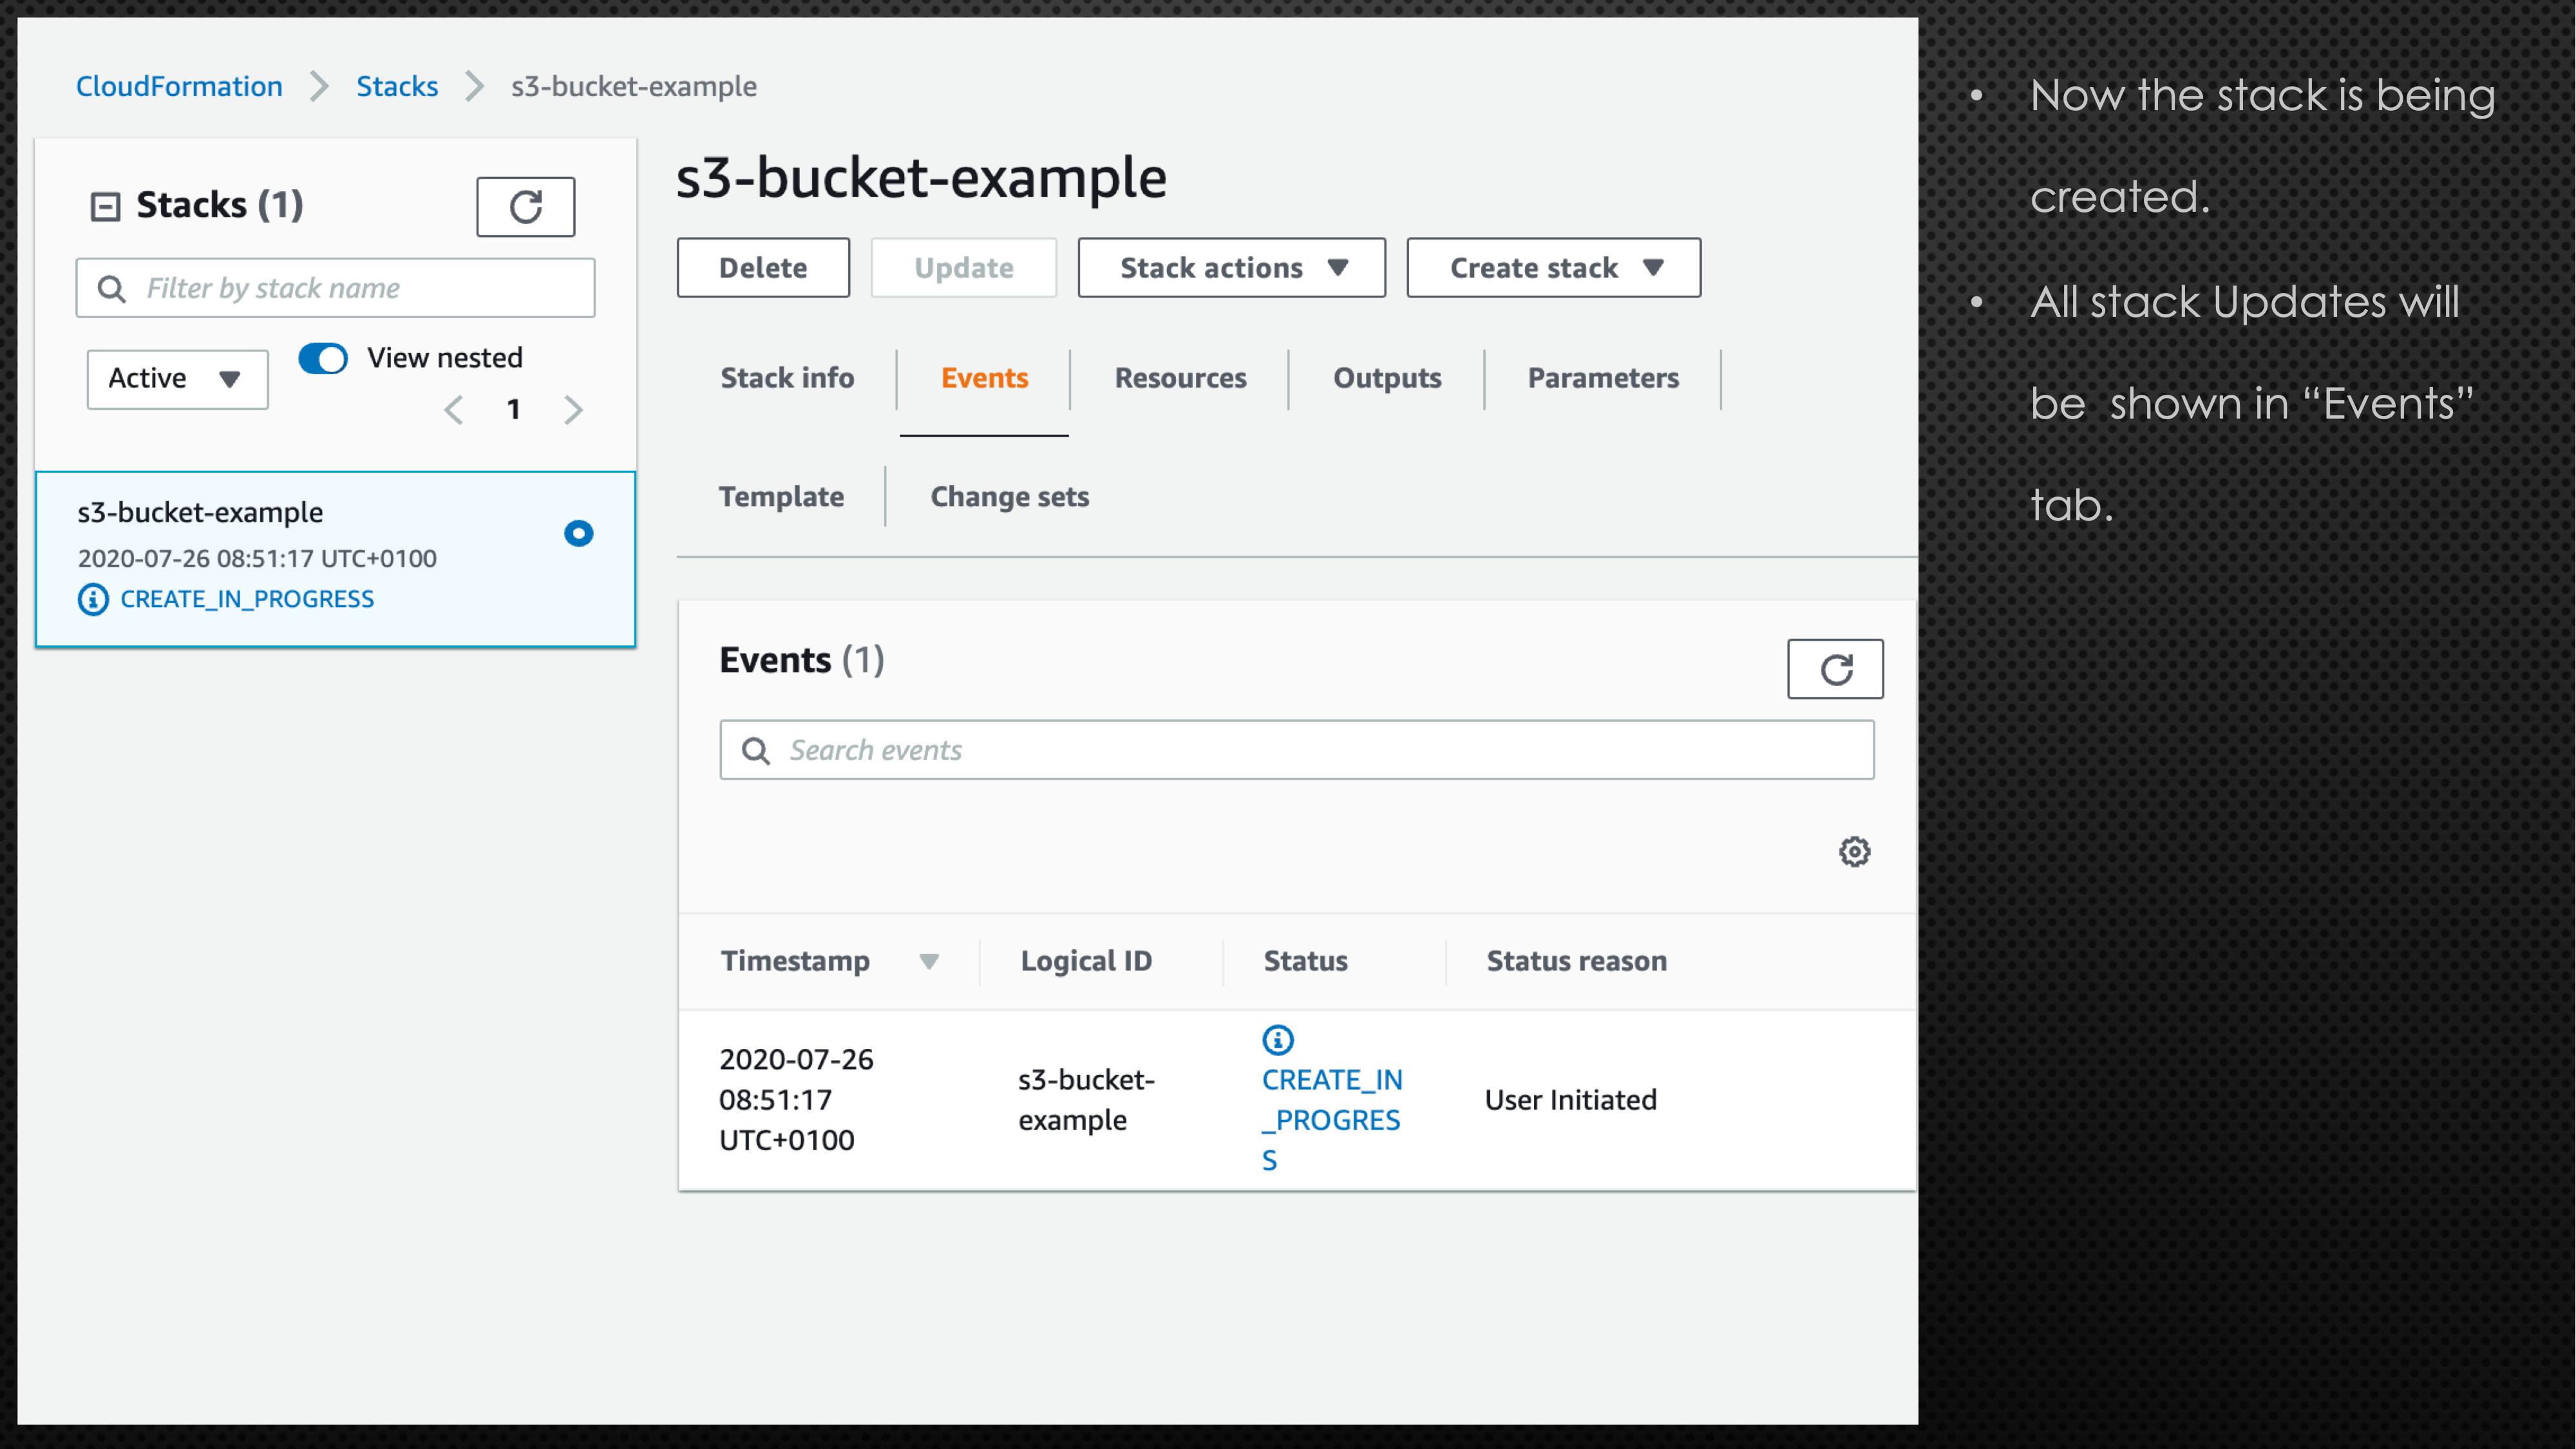 CloudFormation > Stacks > s3-bucket-example
Stacks (1)
Filter by stack name
Active
View nested
1
s3-bucket-example
2020-07-26 08:51:17 UTC+0100
CREATE_IN_PROGRESS
s3-bucket-example
Delete Update Stack actions Create stack
Stack info Events Resources Outputs Parameters
Template Change sets
Events (1)
Search events
Timestamp Logical ID Status Status reason
2020-07-26
08:51:17
UTC+0100
s3-bucket-
example
CREATE_IN
_PROGRES
S
User Initiated
• Now the stack is being
created.
• All stack Updates will
be shown in “Events”
tab.